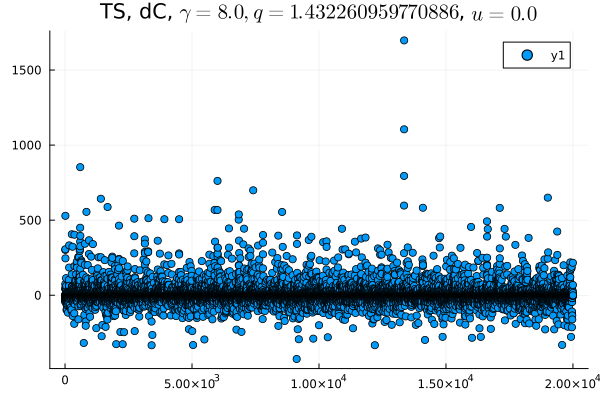 TS, dC, γ = 8.0, q = 1.432260959770886, u = 0.0
y1
1500
1000
500
0
0 5.00×10³ 1.00×10⁴ 1.50×10⁴ 2.00×10⁴